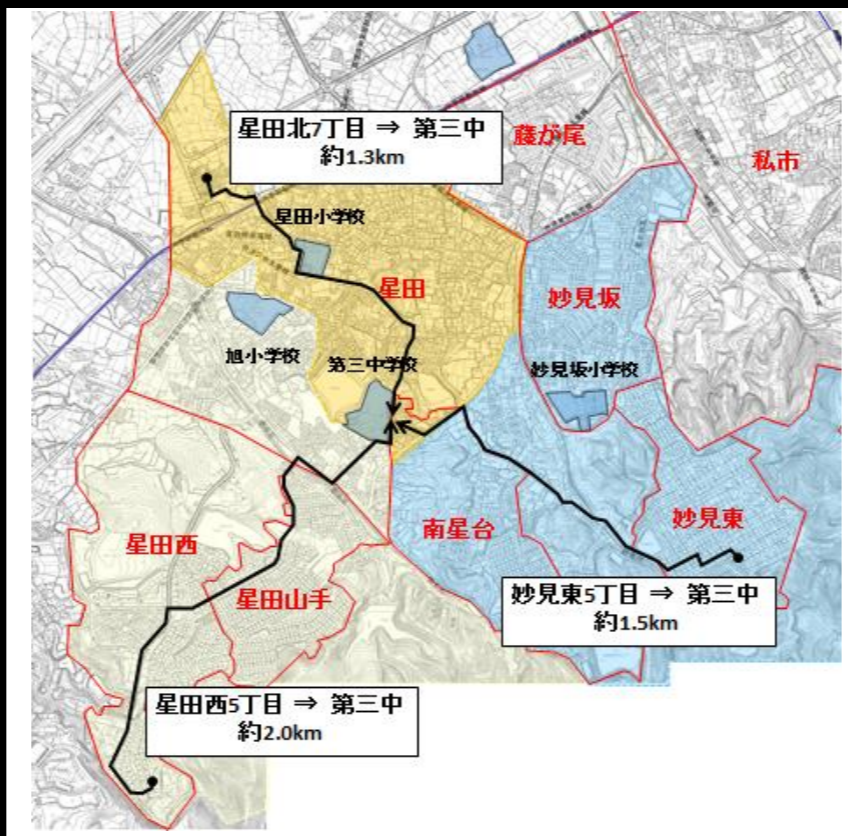 星田北7丁目 ⇒ 第三中
約1.3km
藤が尾
私市
星田小学校
星田
妙見坂
旭小学校
第三中学校
妙見坂小学校
星田西
南星台
妙見東
星田山手
妙見東5丁目 ⇒ 第三中
約1.5km
星田西5丁目 ⇒ 第三中
約2.0km